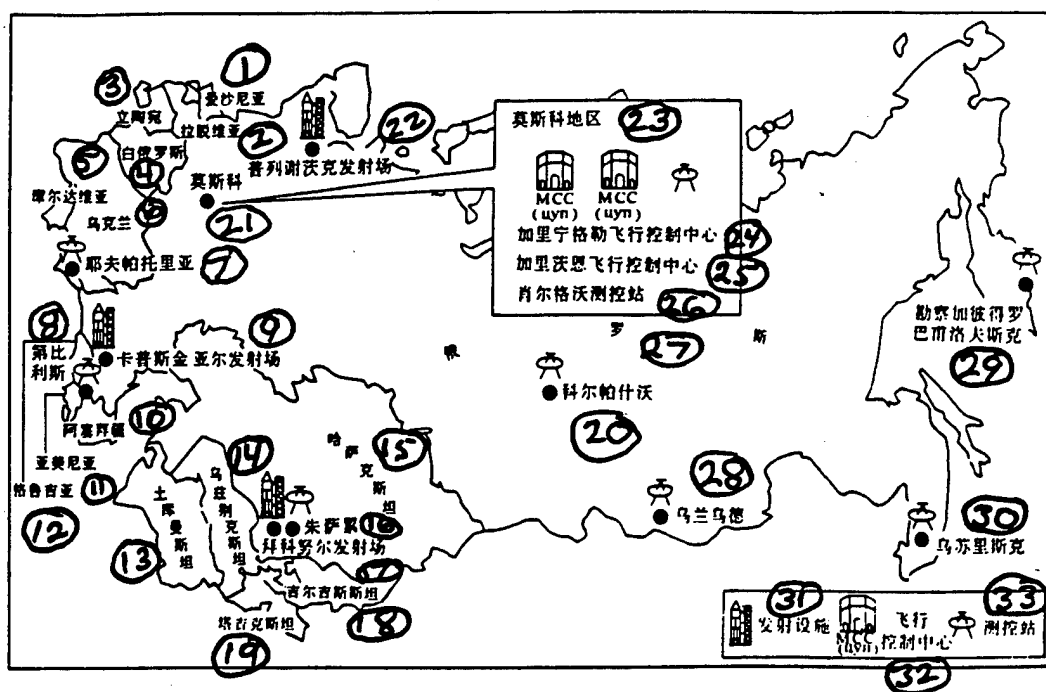 ①
③
爱沙尼亚
立陶宛
拉脱维亚
②
22
普列谢沃克发射场
⑤
白俄罗斯
④
莫斯科
摩尔达维亚
乌克兰
⑥
21
耶夫帕托里亚
⑦
莫斯科地区
23
MCC
(цуп)
MCC
(цуп)
加里宁格勒飞行控制中心
24
加里茨恩飞行控制中心
25
肖尔格沃测控站
26
俄罗斯
27
⑧
第比
利斯
卡普斯金亚尔发射场
⑨
阿塞拜疆
⑩
亚美尼亚
格鲁吉亚
⑪
12
土库曼斯坦
13
乌兹别克斯坦
14
哈萨克斯坦
15
朱萨累
16
拜科努尔发射场
17
吉尔吉斯斯坦
18
塔吉克斯坦
19
科尔帕什沃
20
28
乌兰乌德
勘察加彼得罗
巴甫洛夫斯克
29
30
乌苏里斯克
31
发射设施
MCC
(цуп)
飞行
控制中心
32
33
测控站